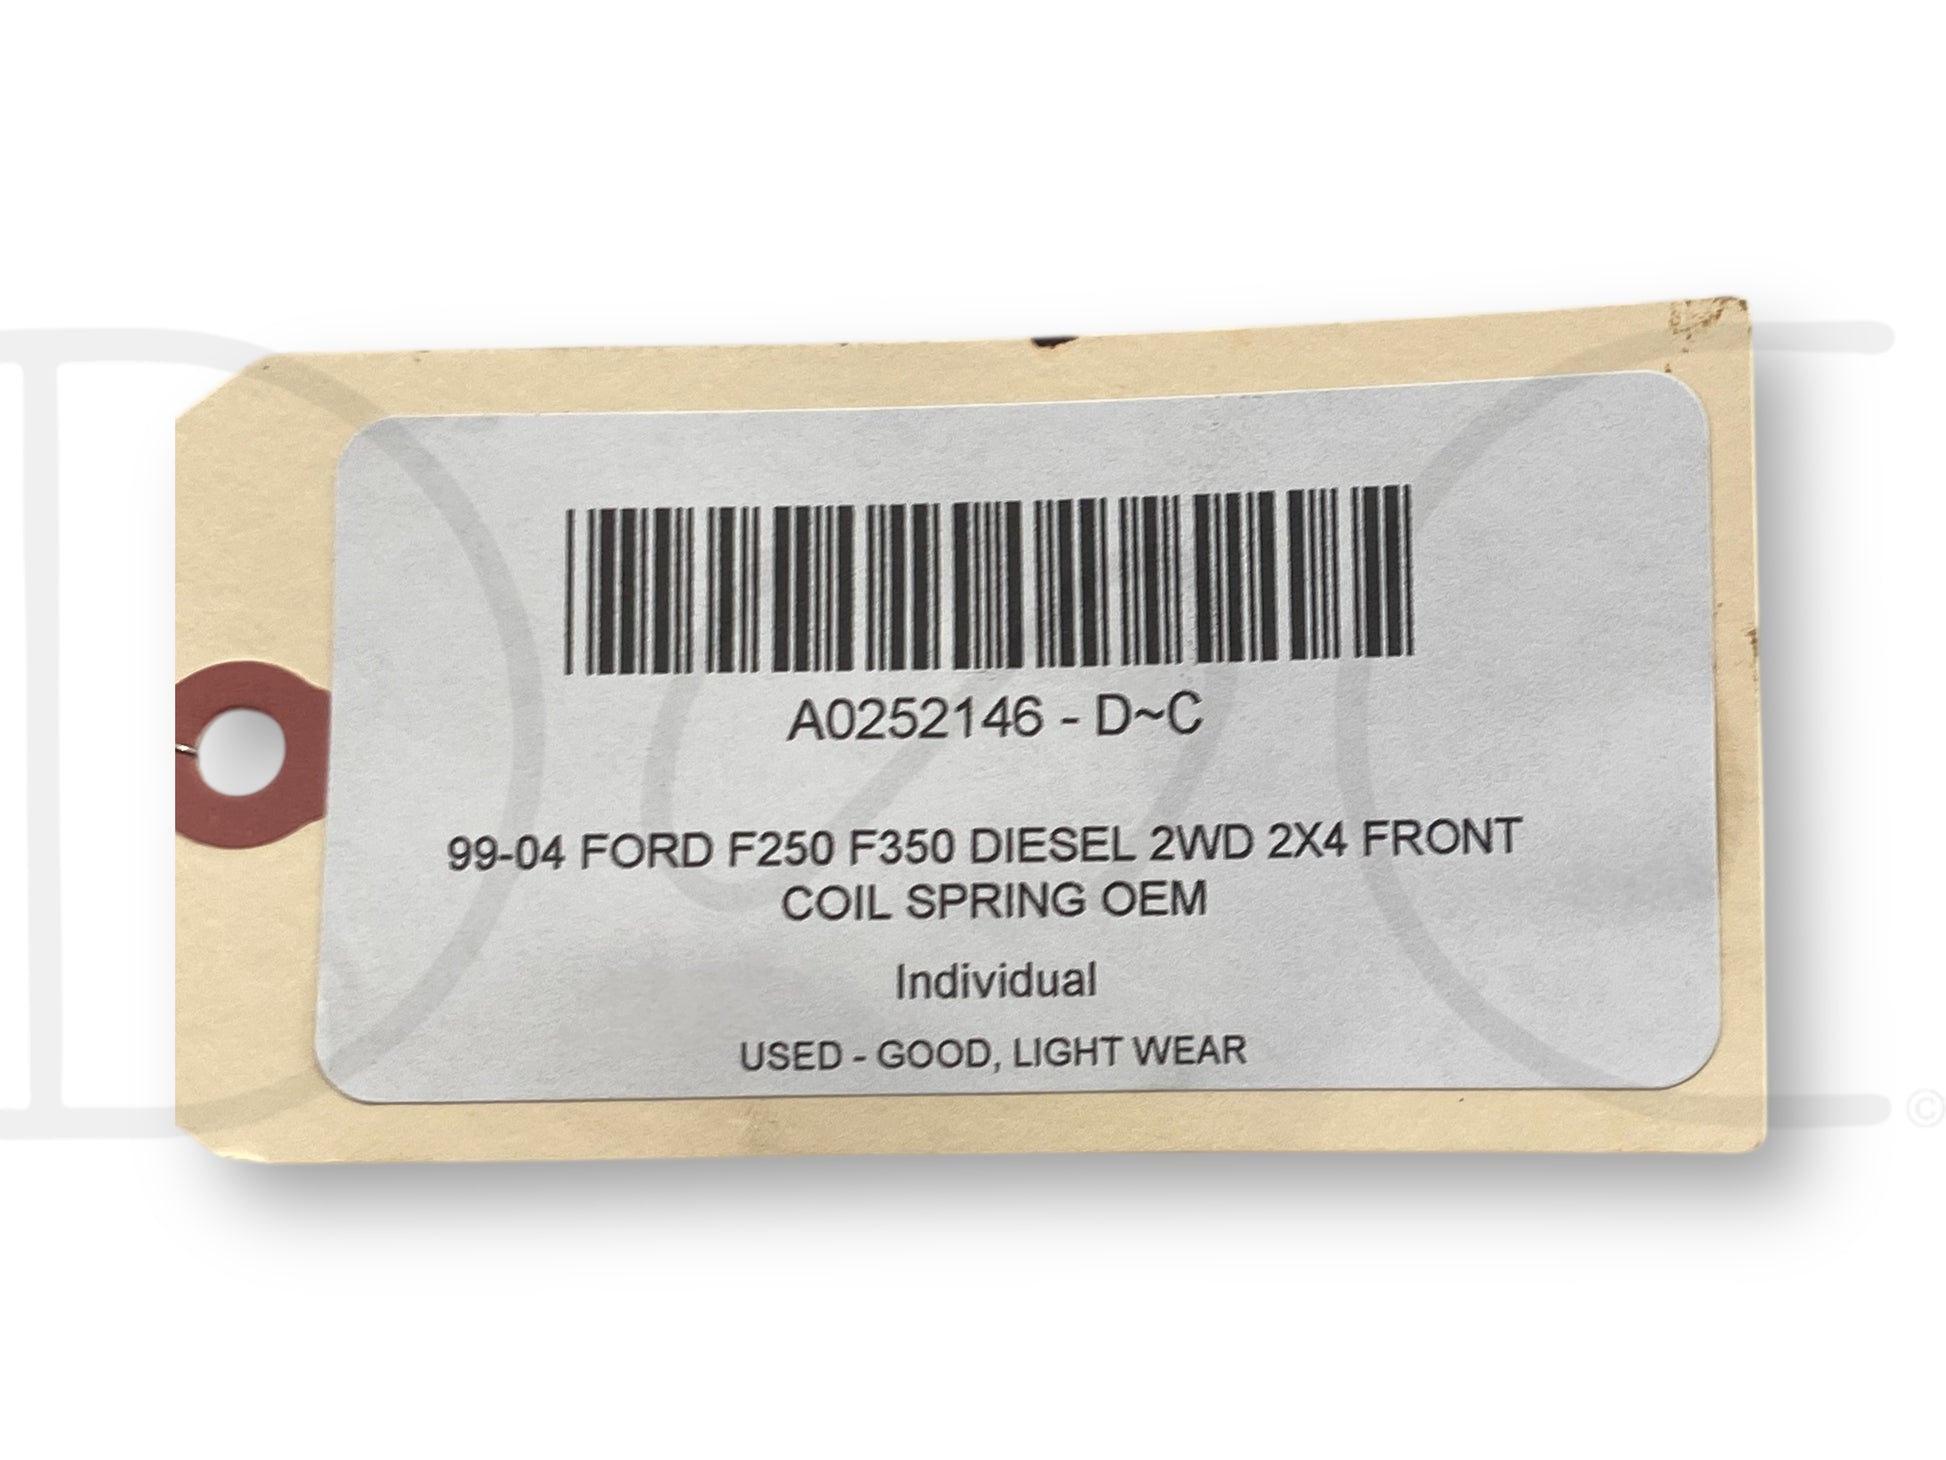 A0252146 - D~C
99-04 FORD F250 F350 DIESEL 2WD 2X4 FRONT
COIL SPRING OEM
Individual
USED - GOOD, LIGHT WEAR
©